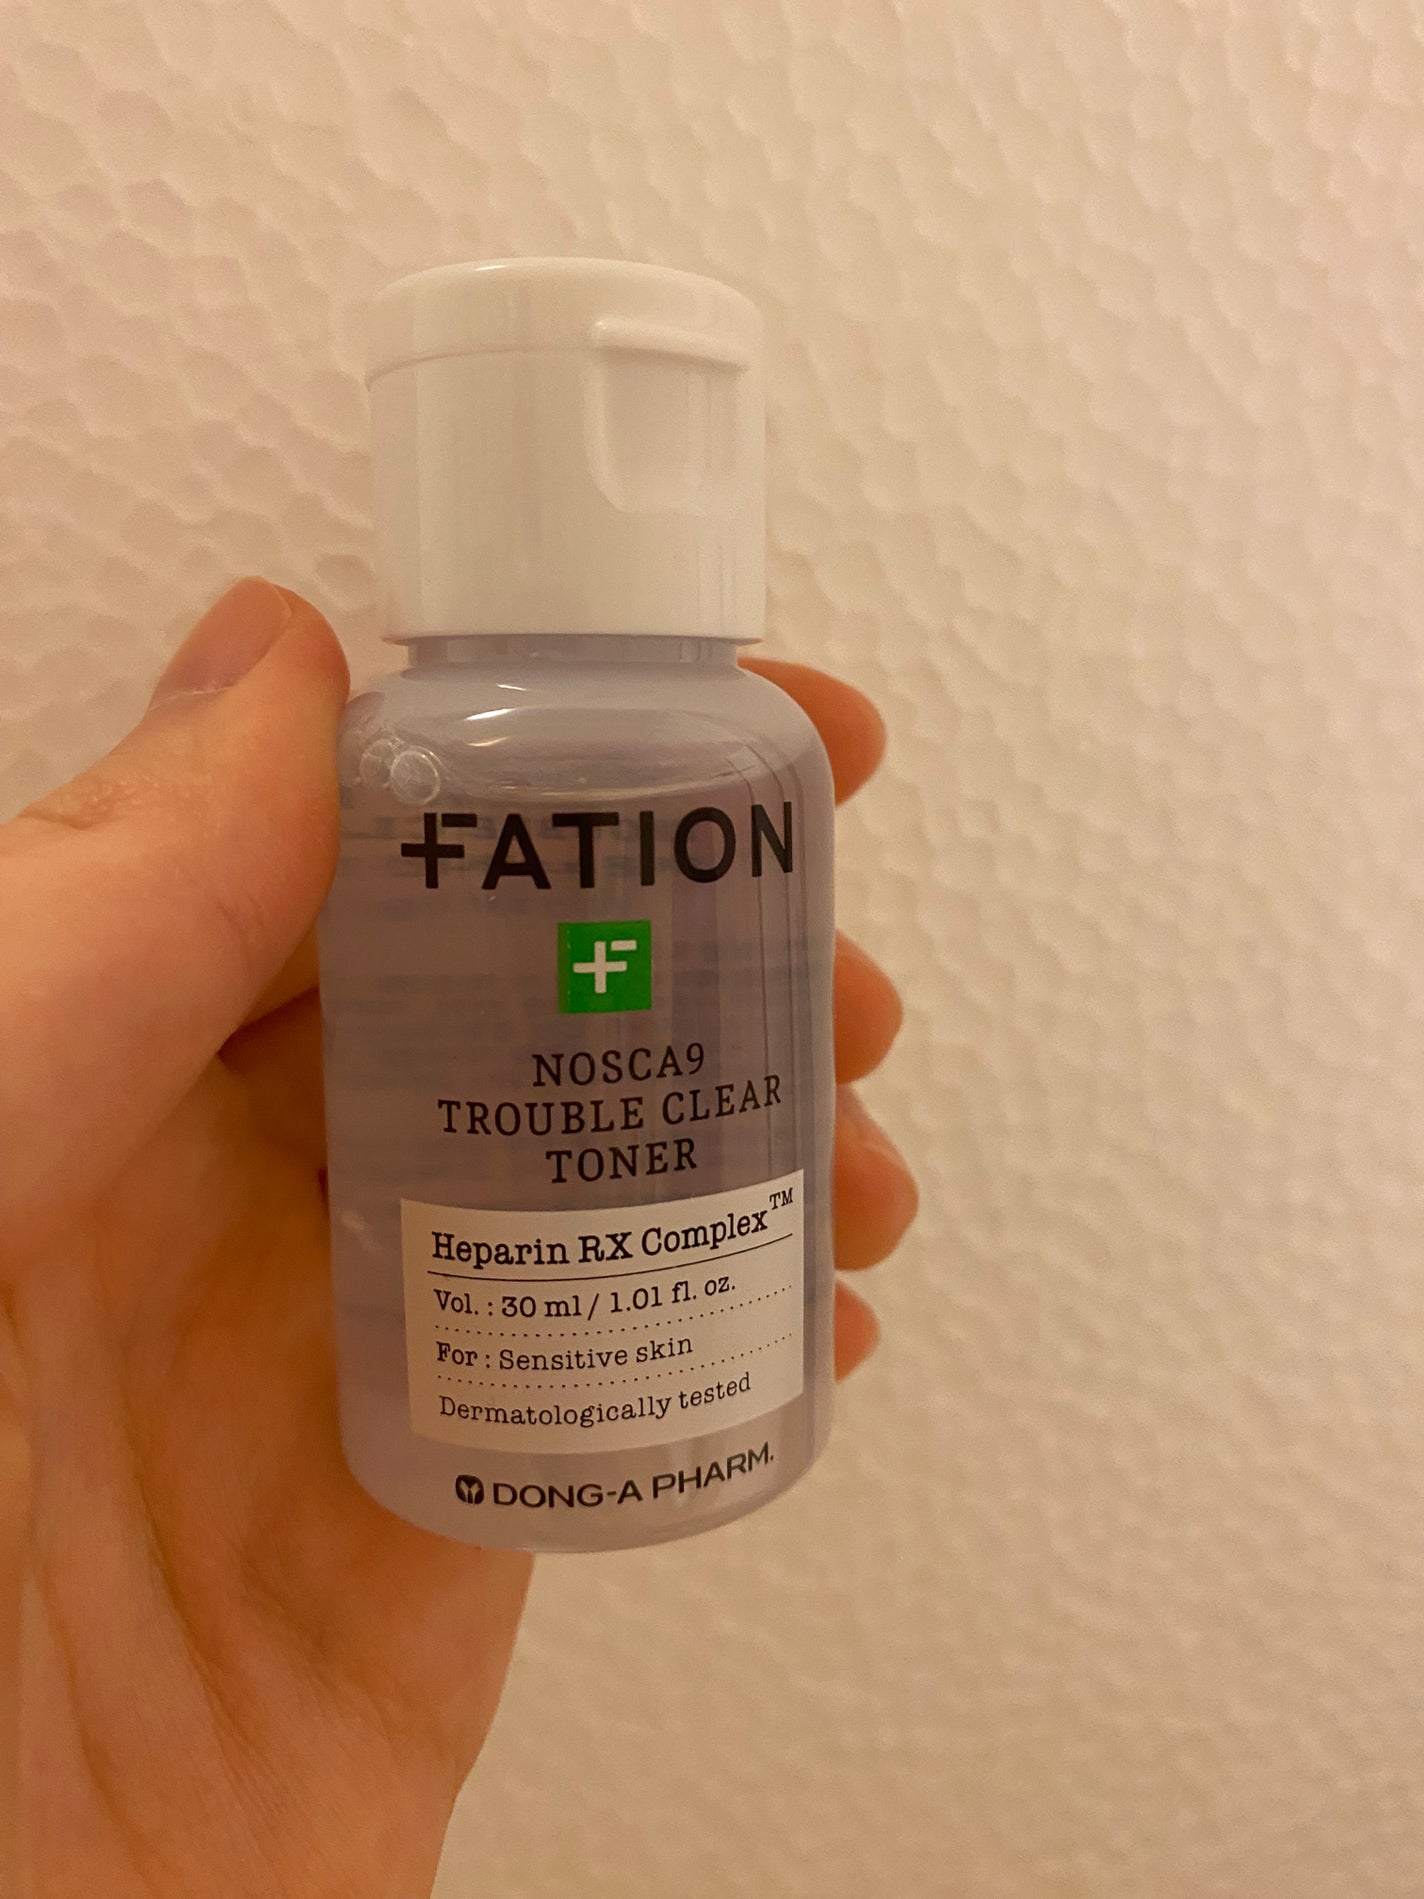 FATION
NOSCA9
TROUBLE CLEAR
TONER
Heparin RX Complex™
Vol. : 30 ml / 1.01 fl. oz.
For : Sensitive skin
Dermatologically tested
DONG-A PHARM.